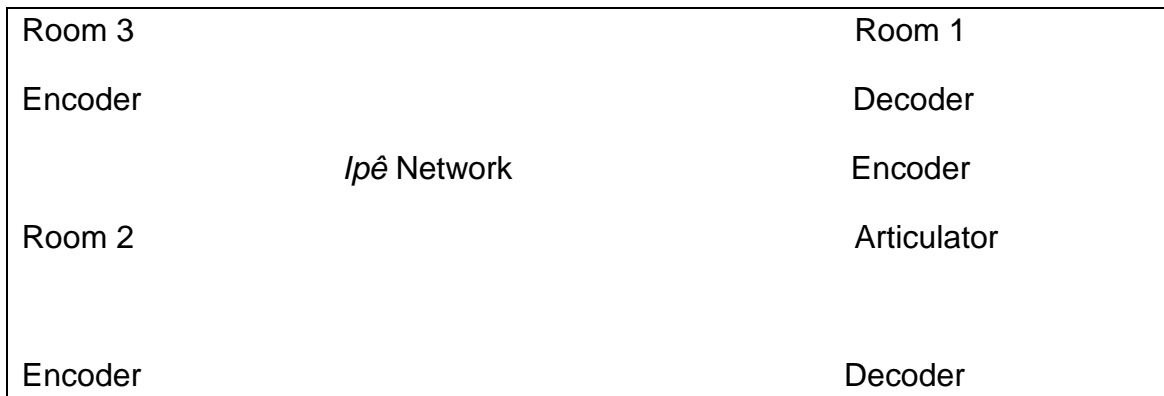 Room 3 Room 1
Encoder Decoder
Ipê Network Encoder
Room 2 Articulator
Encoder Decoder